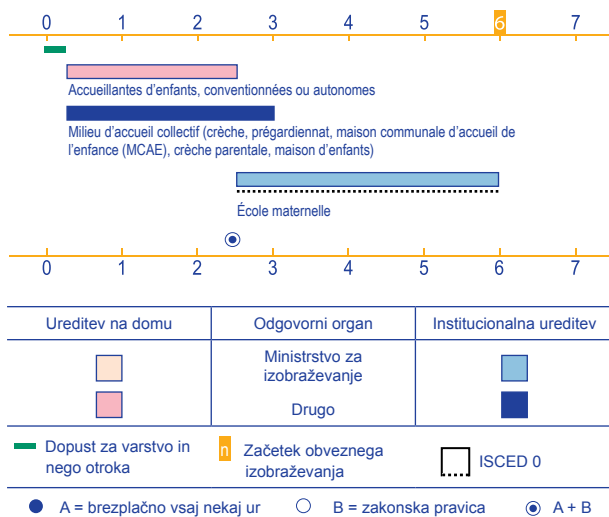 0 1 2 3 4 5 6 7
Accueillantes d’enfants, conventionnées ou autonomes
Milieu d’accueil collectif (crèche, prégardiennat, maison communale d’accueil de
l’enfance (MCAE), crèche parentale, maison d’enfants)
École maternelle
0 1 2 3 4 5 6 7
Ureditev na domu Odgovorni organ Institucionalna ureditev
Ministrstvo za
izobraževanje
Drugo
Dopust za varstvo in
nego otroka
n Začetek obveznega
izobraževanja
ISCED 0
A = brezplačno vsaj nekaj ur B = zakonska pravica A + B